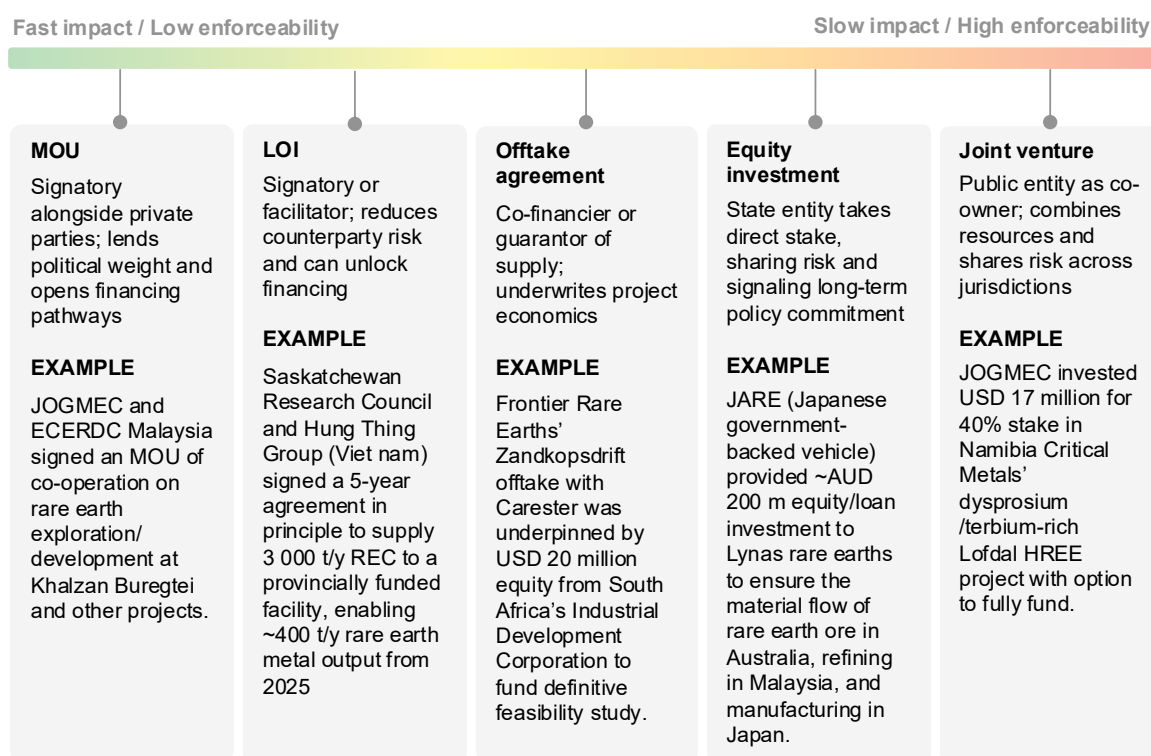 Fast impact / Low enforceability
Slow impact / High enforceability
MOU
Signatory
alongside private
parties; lends
political weight and
opens financing
pathways
EXAMPLE
JOGMEC and
ECERDC Malaysia
signed an MOU of
co-operation on
rare earth
exploration/
development at
Khalzan Buregtei
and other projects.
LOI
Signatory or
facilitator; reduces
counterparty risk
and can unlock
financing
EXAMPLE
Saskatchewan
Research Council
and Hung Thing
Group (Viet nam)
signed a 5-year
agreement in
principle to supply
3 000 t/y REC to a
provincially funded
facility, enabling
~400 t/y rare earth
metal output from
2025
Offtake
agreement
Co-financier or
guarantor of
supply;
underwrites project
economics
EXAMPLE
Frontier Rare
Earths'
Zandkopsdrift
offtake with
Carester was
underpinned by
USD 20 million
equity from South
Africa's Industrial
Development
Corporation to
fund definitive
feasibility study.
Equity
investment
State entity takes
direct stake,
sharing risk and
signaling long-term
policy commitment
EXAMPLE
JARE (Japanese
government-
backed vehicle)
provided ~AUD
200 m equity/loan
investment to
Lynas rare earths
to ensure the
material flow of
rare earth ore in
Australia, refining
in Malaysia, and
manufacturing in
Japan.
Joint venture
Public entity as co-
owner; combines
resources and
shares risk across
jurisdictions
EXAMPLE
JOGMEC invested
USD 17 million for
40% stake in
Namibia Critical
Metals'
dysprosium
/terbium-rich
Lofdal HREE
project with option
to fully fund.